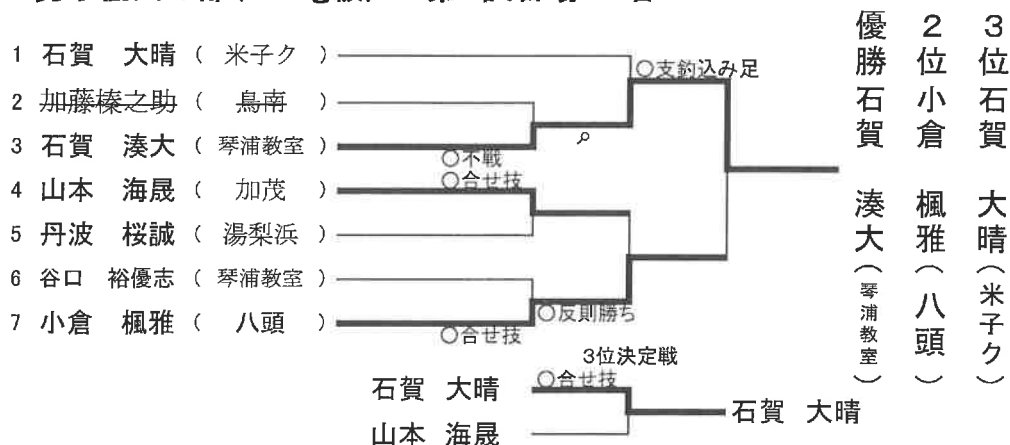 1 石賀 大晴 ( 米子ク )
2 加藤榛之助 ( 鳥南 )
3 石賀 湊大 ( 琴浦教室 )
4 山本 海晟 ( 加茂 )
5 丹波 桜誠 ( 湯梨浜 )
6 谷口 裕優志 ( 琴浦教室 )
7 小倉 楓雅 ( 八頭 )
○支釣込み足
○不戦
○合せ技
○反則勝ち
○合せ技
3位決定戦
石賀 大晴
○合せ技
山本 海晟
石賀 大晴
3位石賀 大晴(米子ク)
2位小倉 楓雅(八頭)
優勝石賀 湊大(琴浦教室)